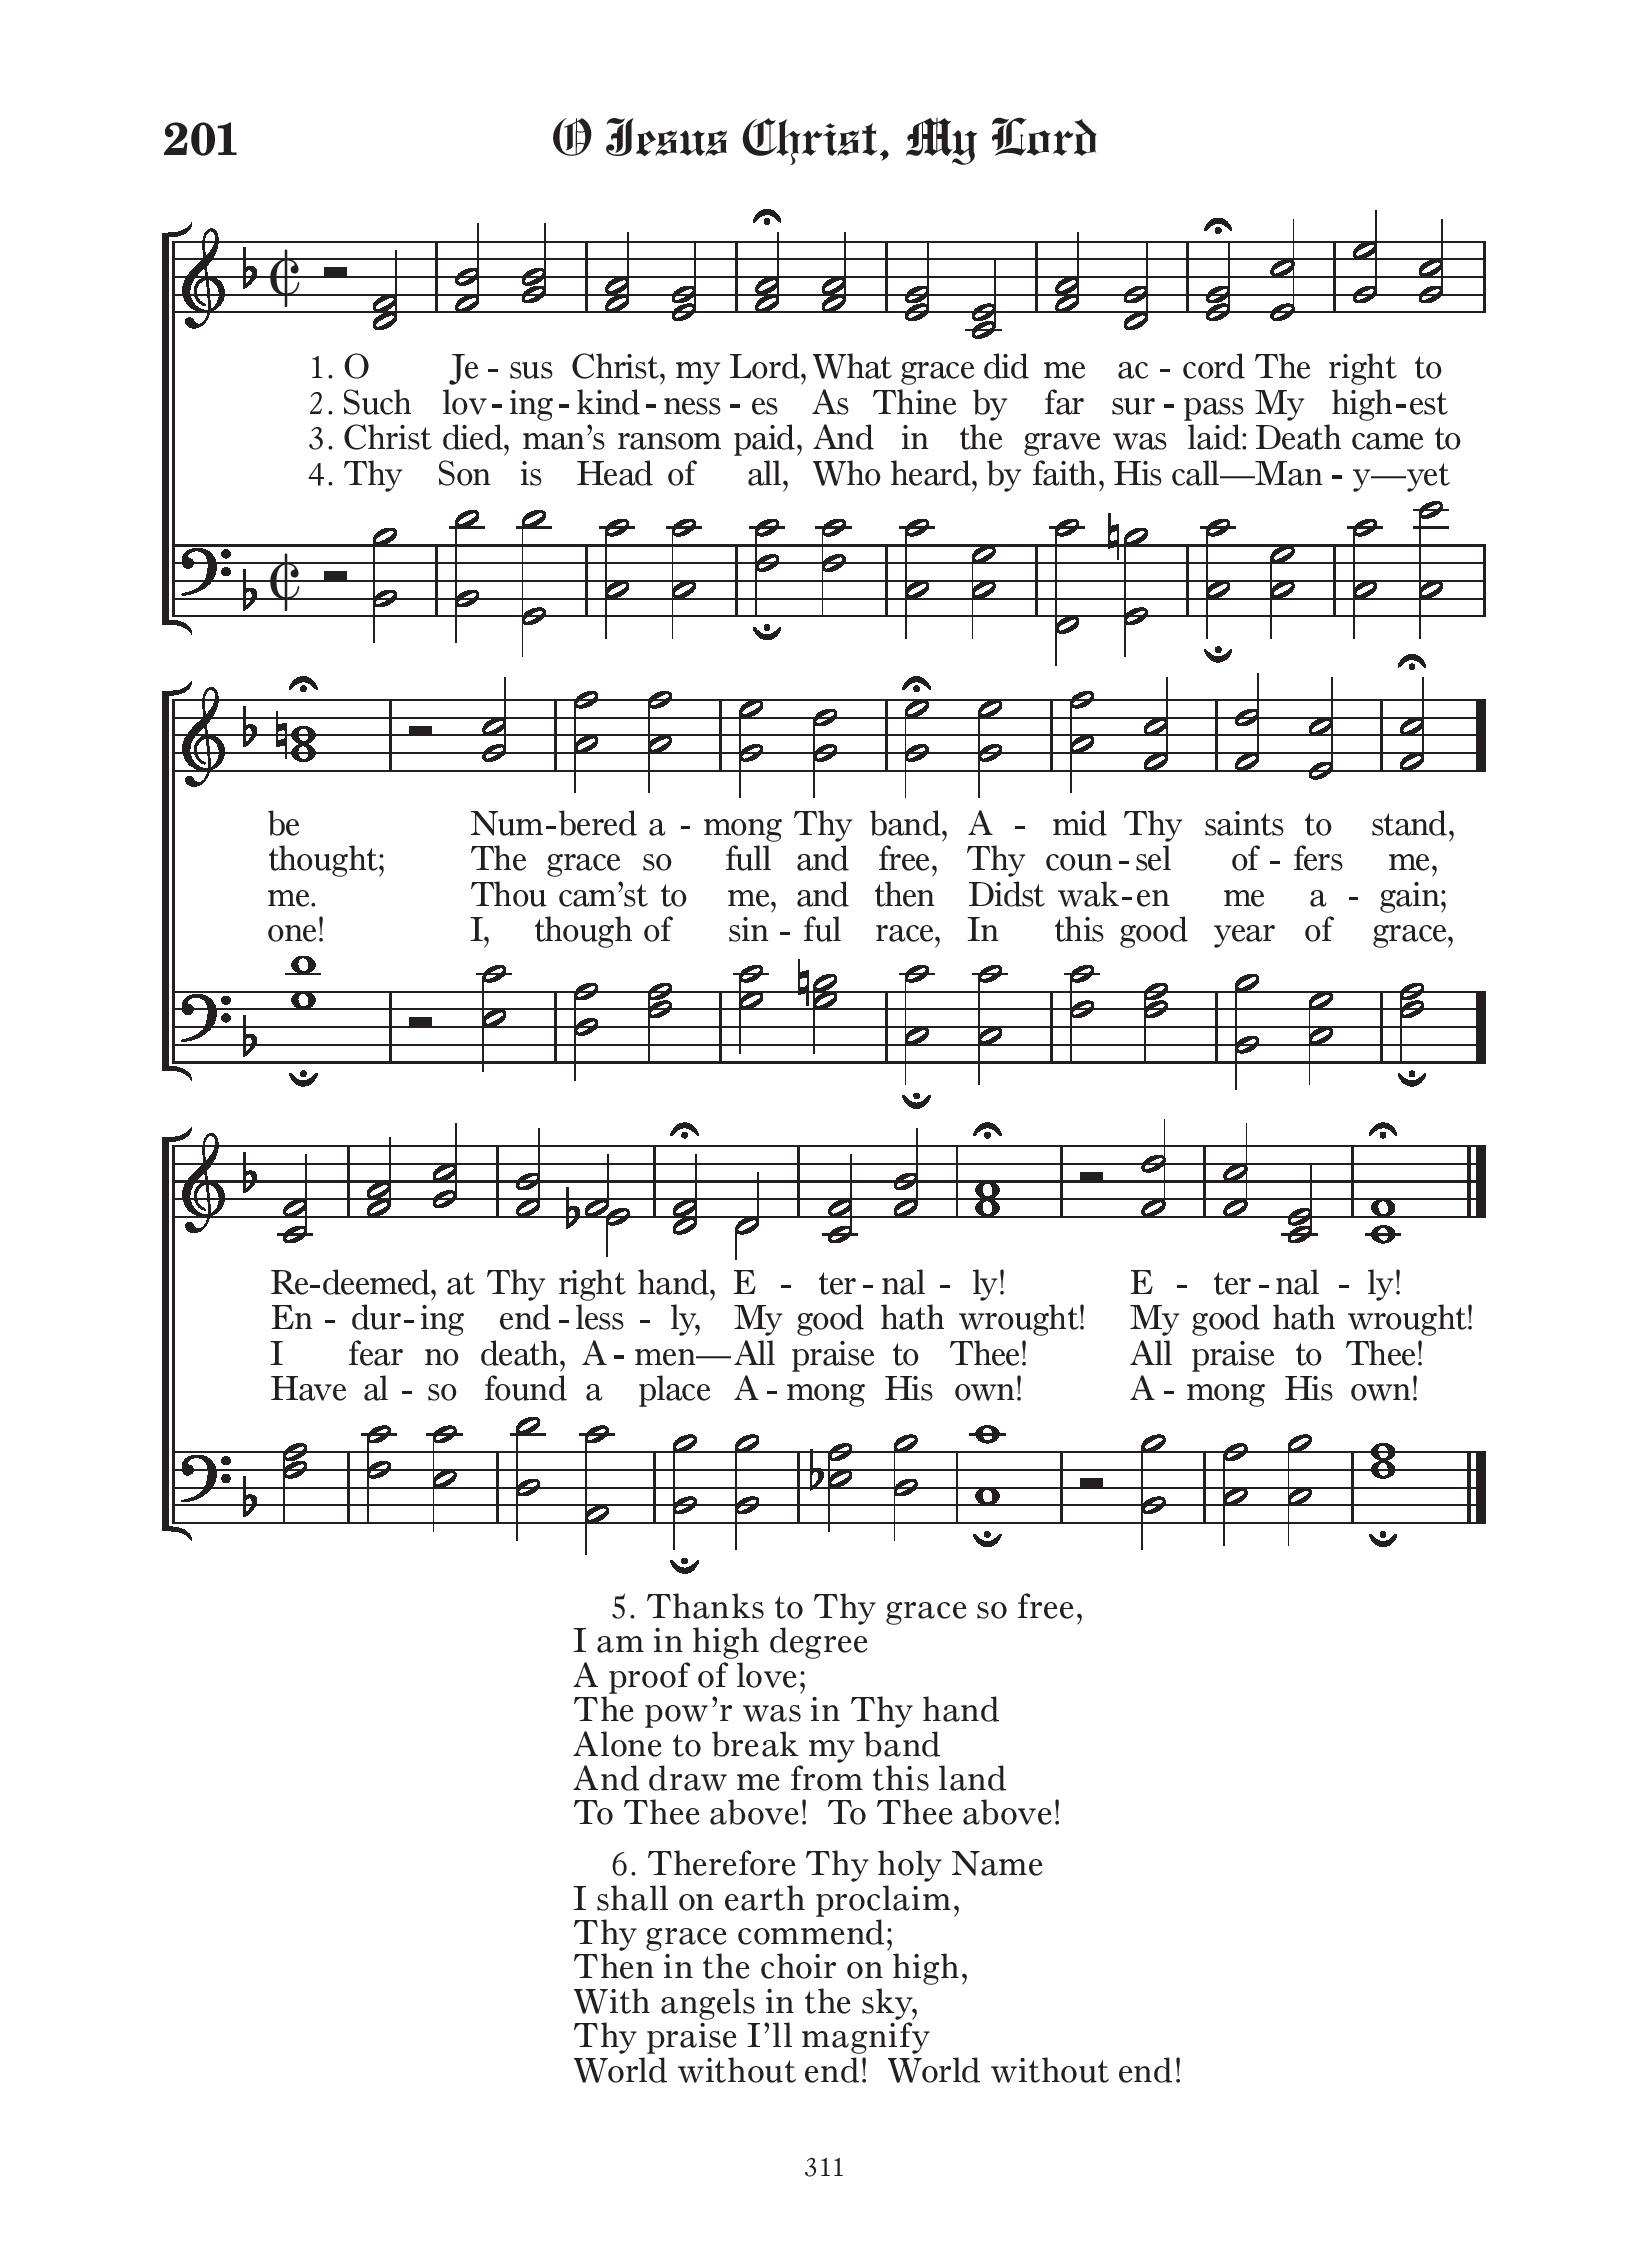 201
O Jesus Christ, My Lord
1. O Je - sus Christ, my Lord, What grace did me ac - cord The right to
2. Such lov - ing - kind - ness - es As Thine by far sur - pass My high - est
3. Christ died, man's ransom paid, And in the grave was laid: Death came to
4. Thy Son is Head of all, Who heard, by faith, His call—Man - y—yet
be Num - bered a - mong Thy band, A - mid Thy saints to stand,
thought; The grace so full and free, Thy coun - sel of - fers me,
me. Thou cam'st to me, and then Didst wak - en me a - gain;
one! I, though of sin - ful race, In this good year of grace,
Re - deemed, at Thy right hand, E - ter - nal - ly! E - ter - nal - ly!
En - dur - ing end - less - ly, My good hath wrought! My good hath wrought!
I fear no death, A - men—All praise to Thee! All praise to Thee!
Have al - so found a place A - mong His own! A - mong His own!
5. Thanks to Thy grace so free,
I am in high degree
A proof of love;
The pow'r was in Thy hand
Alone to break my band
And draw me from this land
To Thee above! To Thee above!
6. Therefore Thy holy Name
I shall on earth proclaim,
Thy grace commend;
Then in the choir on high,
With angels in the sky,
Thy praise I'll magnify
World without end! World without end!
311